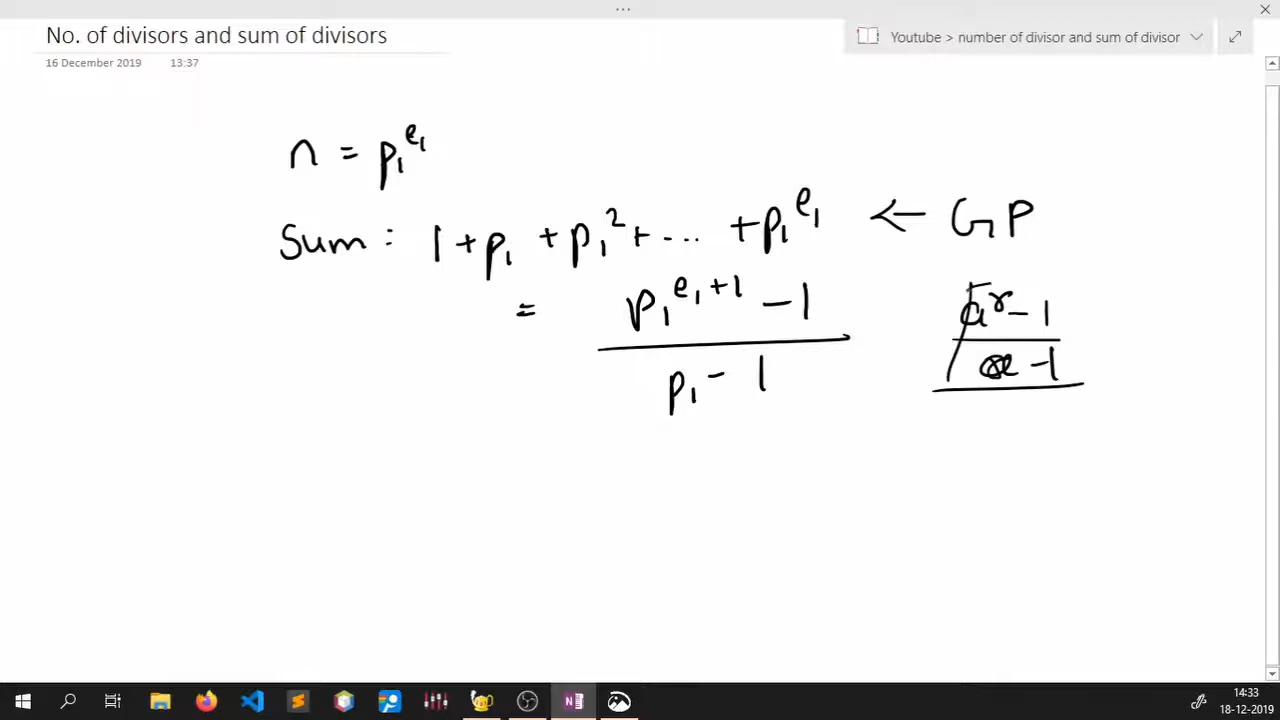 No. of divisors and sum of divisors
Youtube > number of divisor and sum of divisor
16 December 2019 13:37
n = p₁^e₁
Sum : 1 + p₁ + p₁² + ... + p₁^e₁ ← GP
= p₁^(e₁+1) - 1
p₁ - 1
a^r - 1
- 1
14:33
18-12-2019